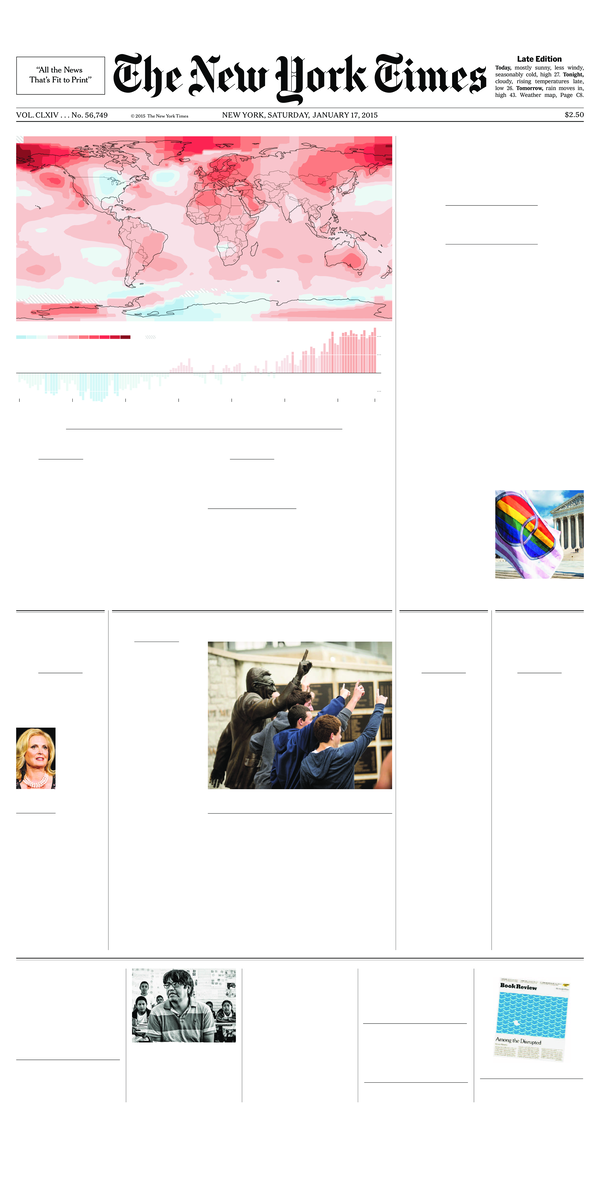 “All the News
That’s Fit to Print”
The New York Times
Late Edition
Today, mostly sunny, less windy,
seasonably cold, high 27. Tonight,
cloudy, rising temperatures late,
low 26. Tomorrow, rain moves in,
high 43. Weather map, Page C8.
VOL. CLXIV . . . No. 56,749
© 2015 The New York Times
NEW YORK, SATURDAY, JANUARY 17, 2015
$2.50
Book Review
Among the Disrupted